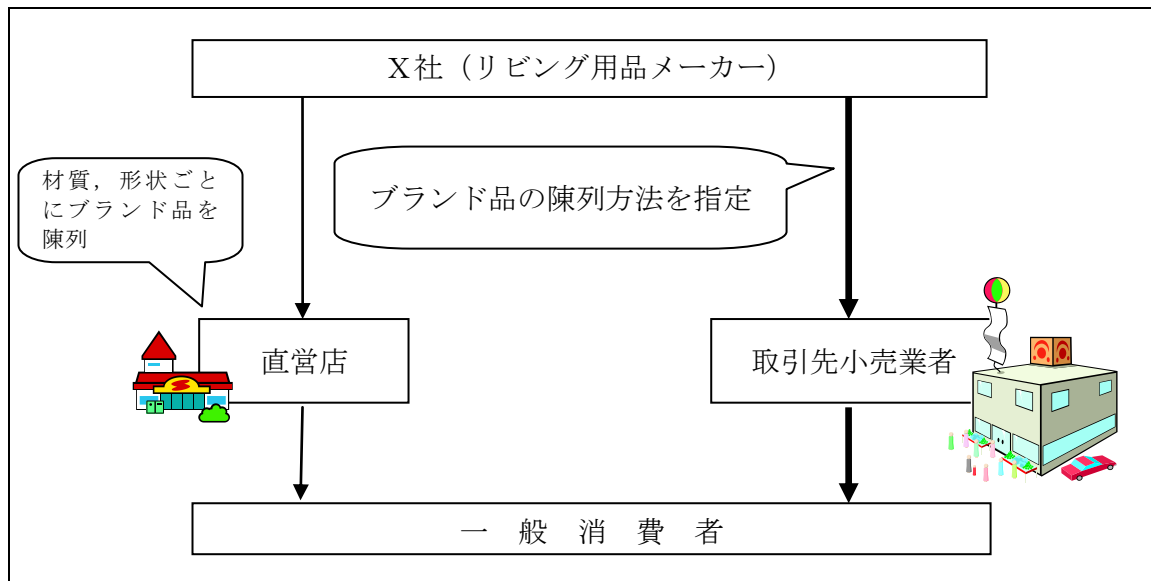 X社（リビング用品メーカー）
材質，形状ごと
にブランド品を
陳列
ブランド品の陳列方法を指定
直営店
取引先小売業者
一般消費者